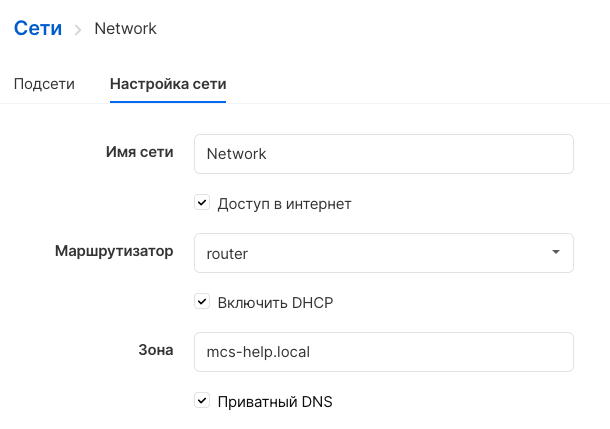 Сети > Network
Подсети Настройка сети
Имя сети Network
Доступ в интернет
Маршрутизатор router
Включить DHCP
Зона mcs-help.local
Приватный DNS